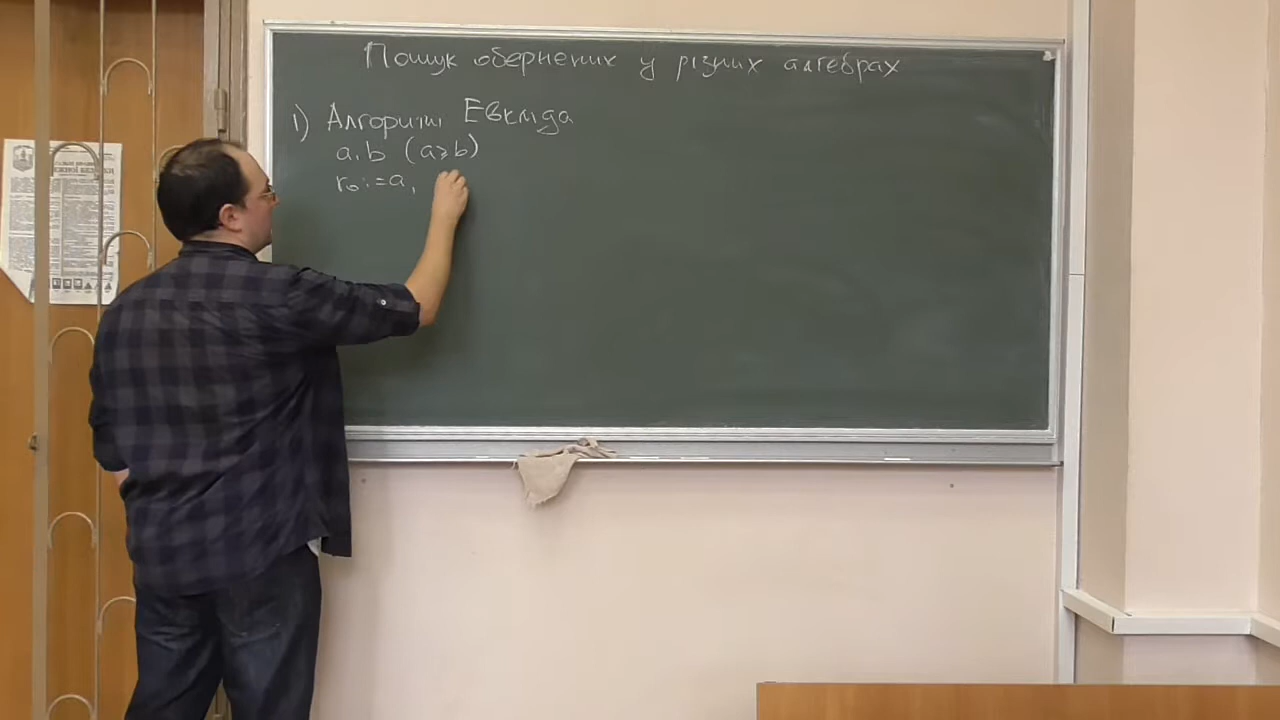 Пошук обернених у різних алгебрах
1) Алгоритм Евкліда
a, b (a ≥ b)
r₀ := a,